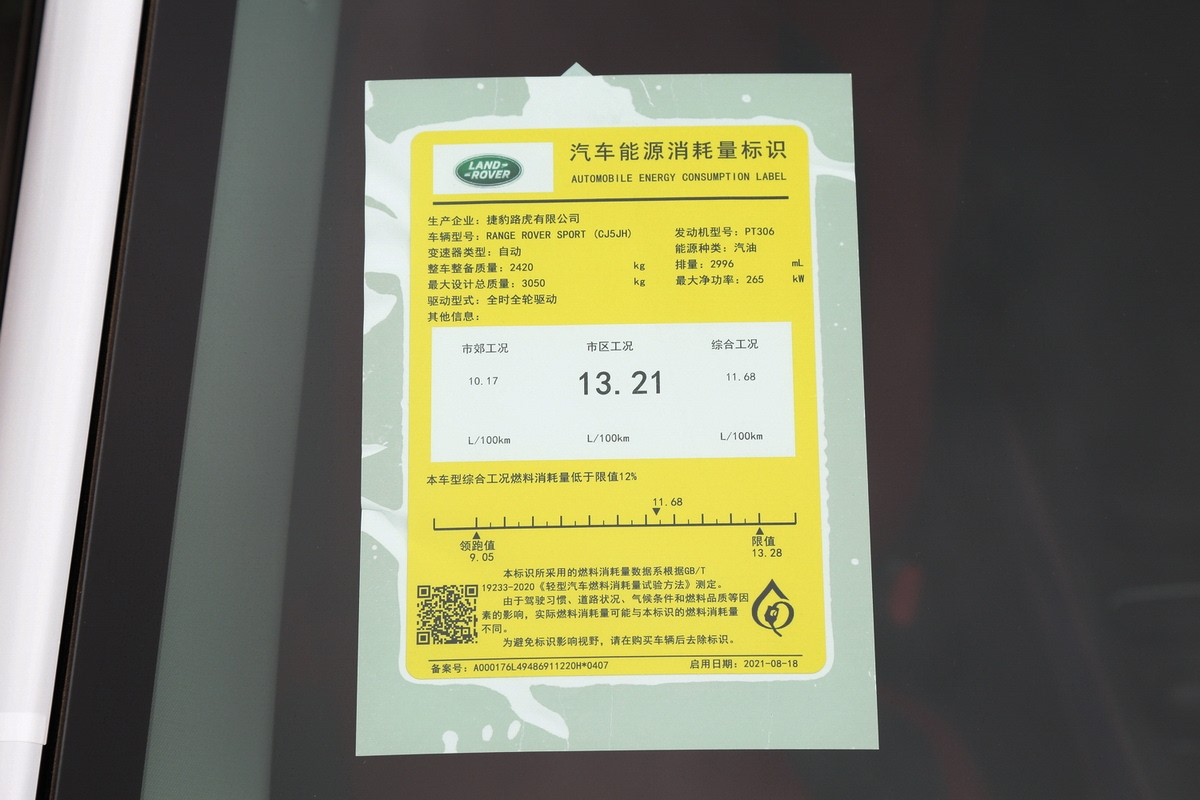 LAND-
-ROVER
汽车能源消耗量标识
AUTOMOBILE ENERGY CONSUMPTION LABEL
生产企业：捷豹路虎有限公司
车辆型号：RANGE ROVER SPORT (CJ5JH) 发动机型号：PT306
变速器类型：自动 能源种类：汽油
整车整备质量：2420 kg 排量：2996 mL
最大设计总质量：3050 kg 最大净功率：265 kW
驱动型式：全时全轮驱动
其他信息：
市郊工况 市区工况 综合工况
10.17 13.21 11.68
L/100km L/100km L/100km
本车型综合工况燃料消耗量低于限值12%
11.68
领跑值 限值
9.05 13.28
本标识所采用的燃料消耗量数据系根据GB/T
19233-2020《轻型汽车燃料消耗量试验方法》测定。
由于驾驶习惯、道路状况、气候条件和燃料品质等因
素的影响，实际燃料消耗量可能与本标识的燃料消耗量
不同。
为避免标识影响视野，请在购买车辆后去除标识。
备案号：A000176L49486911220H*0407 启用日期：2021-08-18